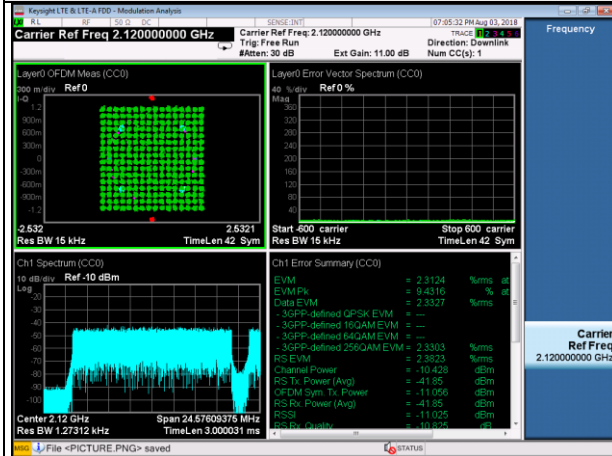 Keysight LTE & LTE-A FDD - Modulation Analysis
RL RF 50 Ω DC SENSE:INT 07:05:32 PM Aug 03, 2018
Carrier Ref Freq 2.120000000 GHz
Carrier Ref Freq: 2.120000000 GHz
TRACE 1 2 3 4 5
Trig: Free Run
Direction: Downlink
#Atten: 30 dB
Ext Gain: 11.00 dB
Num CC(s): 1
Frequency
Layer0 OFDM Meas (CC0)
300 m/div Ref 0
I-Q
1.2
900m
600m
300m
0
-300m
-600m
-900m
-1.2
-2.532 2.5321
Res BW 15 kHz TimeLen 42 Sym
Layer0 Error Vector Spectrum (CC0)
40 %/div Ref 0 %
Mag
360
320
280
240
200
160
120
80
40
Start -600 carrier Stop 600 carrier
Res BW 15 kHz TimeLen 42 Sym
Ch1 Spectrum (CC0)
10 dB/div Ref -10 dBm
Log
-20
-30
-40
-50
-60
-70
-80
-90
-100
Center 2.12 GHz Span 24.57609375 MHz
Res BW 1.27312 kHz TimeLen 3.000031 ms
Ch1 Error Summary (CC0)
EVM = 2.3124 %rms at
EVM Pk = 9.4316 % at
Data EVM = 2.3327 %rms
- 3GPP-defined QPSK EVM = ---
- 3GPP-defined 16QAM EVM = ---
- 3GPP-defined 64QAM EVM = ---
- 3GPP-defined 256QAM EVM = 2.3303 %rms
RS EVM = 2.3823 %rms
Channel Power = -10.428 dBm
RS Tx. Power (Avg) = -41.85 dBm
OFDM Sym. Tx. Power = -11.056 dBm
RS Rx. Power (Avg) = -41.85 dBm
RSSI = -11.025 dBm
RS Rx. Quality = -10.825 dB
Carrier
Ref Freq
2.120000000 GHz
MSG File <PICTURE.PNG> saved
STATUS